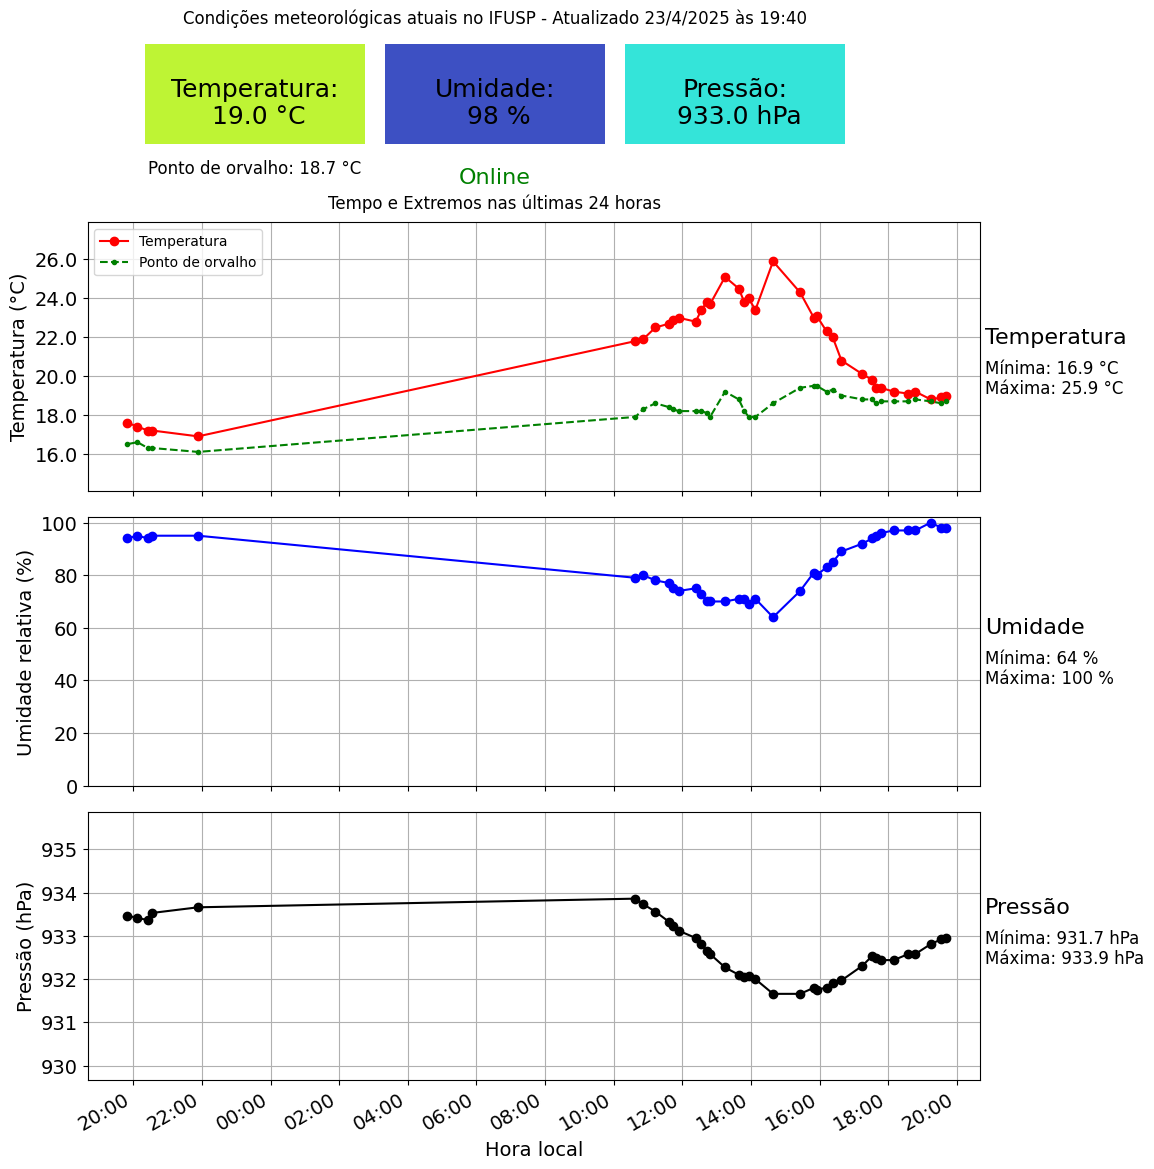 Condições meteorológicas atuais no IFUSP - Atualizado 23/4/2025 às 19:40
Temperatura:
19.0 °C
Umidade:
98 %
Pressão:
933.0 hPa
Ponto de orvalho: 18.7 °C
Online
Tempo e Extremos nas últimas 24 horas
Temperatura (°C)
26.0
24.0
22.0
20.0
18.0
16.0
Temperatura
Ponto de orvalho
Temperatura
Mínima: 16.9 °C
Máxima: 25.9 °C
Umidade relativa (%)
100
80
60
40
20
0
Umidade
Mínima: 64 %
Máxima: 100 %
Pressão (hPa)
935
934
933
932
931
930
Pressão
Mínima: 931.7 hPa
Máxima: 933.9 hPa
20:00
22:00
00:00
02:00
04:00
06:00
08:00
10:00
12:00
14:00
16:00
18:00
20:00
Hora local